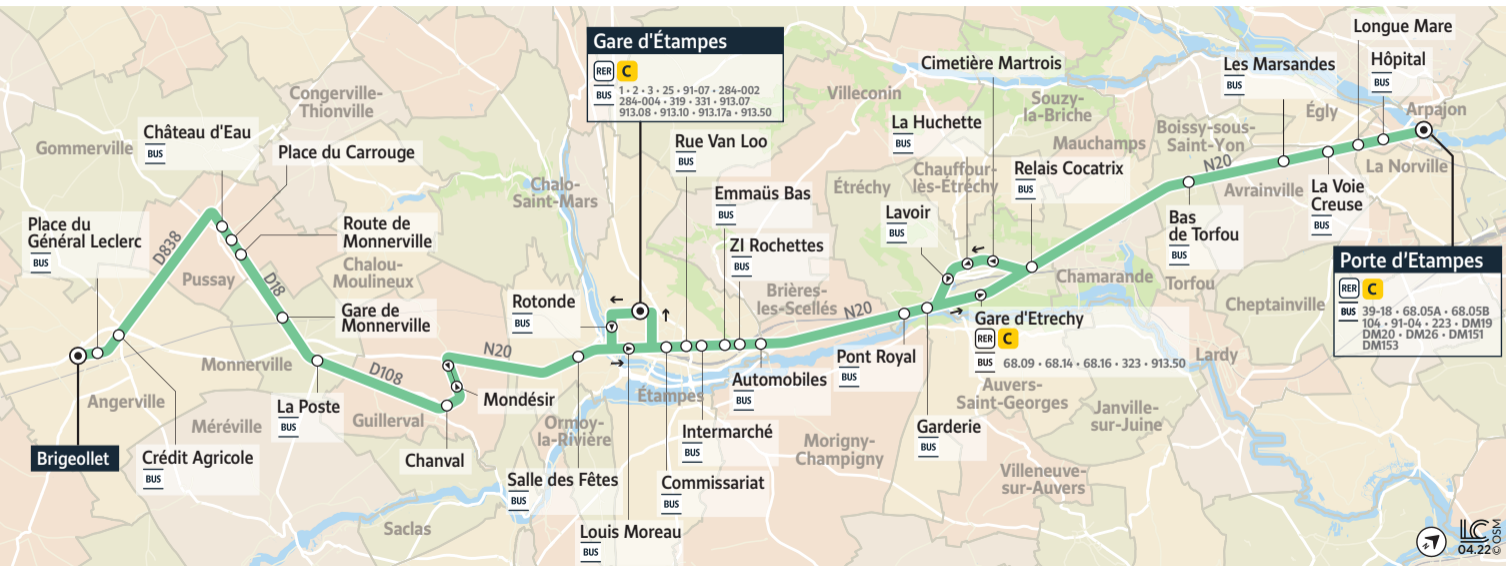 Longue Mare
Gare d'Étampes
RER C
BUS
1 • 2 • 3 • 25 • 91-07 • 284-002
284-004 • 319 • 331 • 913.07
913.08 • 913.10 • 913.17a • 913.50
Cimetière Martrois
Les Marsandes
BUS
Hôpital
BUS
Congerville-
Thionville
Villeconin
Souzy-
la-Briche
Égly
Arpajon
Château d'Eau
BUS
Gommerville
Place du Carrouge
Rue Van Loo
BUS
La Huchette
BUS
Mauchamps
Boissy-sous-
Saint-Yon
N20
La Norville
Chalo-
Saint-Mars
Étréchy
Chauffour-
lès-Étréchy
Relais Cocatrix
BUS
Avrainville
La Voie
Creuse
BUS
Emmaüs Bas
BUS
Lavoir
BUS
Bas
de Torfou
BUS
Place du
Général Leclerc
BUS
D838
Route de
Monnerville
ZI Rochettes
BUS
Pussay
D18
Chalou-
Moulineux
Brières-
les-Scellés
N20
Chamarande
Torfou
Cheptainville
Porte d'Etampes
RER C
BUS
39-18 • 68.05A • 68.05B
104 • 91-04 • 223 • DM19
DM20 • DM26 • DM151
DM153
Rotonde
BUS
Gare de
Monnerville
Gare d'Etrechy
RER C
BUS
68.09 • 68.14 • 68.16 • 323 • 913.50
Monnerville
D108
N20
Pont Royal
BUS
Lardy
Angerville
Méréville
La Poste
BUS
Guillerval
Mondésir
Étampes
Automobiles
BUS
Auvers-
Saint-Georges
Janville-
sur-Juine
Ormoy-
la-Rivière
Intermarché
BUS
Morigny-
Champigny
Garderie
BUS
Brigeollet
Crédit Agricole
BUS
Chanval
Salle des Fêtes
BUS
Commissariat
BUS
Villeneuve-
sur-Auvers
Saclas
Louis Moreau
BUS
N
LC
04.22
© OSM